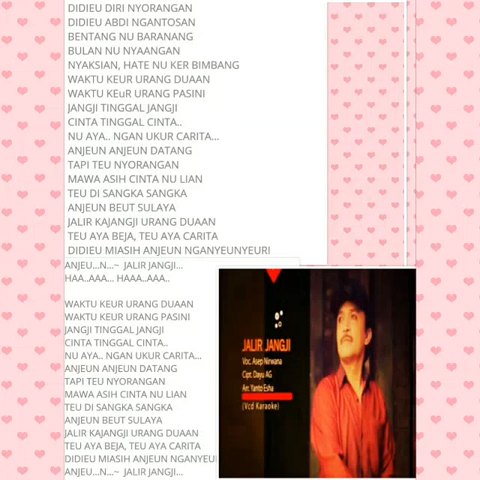 DIDIEU DIRI NYORANGAN
DIDIEU ABDI NGANTOSAN
BENTANG NU BARANANG
BULAN NU NYAANGAN
NYAKSIAN, HATE NU KER BIMBANG
WAKTU KEUR URANG DUAAN
WAKTU KEuR URANG PASINI
JANGJI TINGGAL JANGJI
CINTA TINGGAL CINTA..
NU AYA.. NGAN UKUR CARITA...
ANJEUN ANJEUN DATANG
TAPI TEU NYORANGAN
MAWA ASIH CINTA NU LIAN
TEU DI SANGKA SANGKA
ANJEUN BEUT SULAYA
JALIR KAJANGJI URANG DUAAN
TEU AYA BEJA, TEU AYA CARITA
DIDIEU MIASIH ANJEUN NGANYEUNYEURI
ANJEU...N...~ JALIR JANGJI...
HAA..AAA... HAAA..AAA..
WAKTU KEUR URANG DUAAN
WAKTU KEUR URANG PASINI
JANGJI TINGGAL JANGJI
CINTA TINGGAL CINTA..
NU AYA.. NGAN UKUR CARITA...
ANJEUN ANJEUN DATANG
TAPI TEU NYORANGAN
MAWA ASIH CINTA NU LIAN
TEU DI SANGKA SANGKA
ANJEUN BEUT SULAYA
JALIR KAJANGJI URANG DUAAN
TEU AYA BEJA, TEU AYA CARITA
DIDIEU MIASIH ANJEUN NGANYEU
ANJEU...N...~ JALIR JANGJI...
JALIR JANGJI
Voc. Asep Nirwana
Cipt. Dayu AG
Arr. Yanto Esha
(Vcd Karaoke)